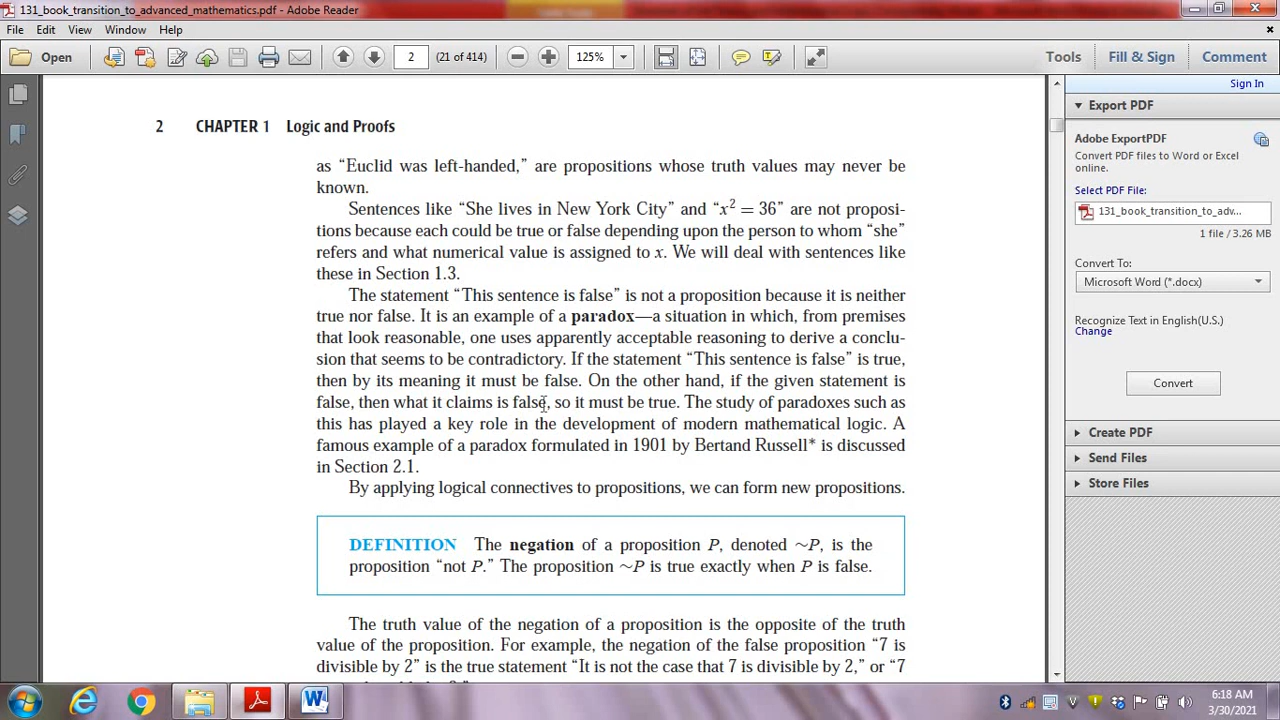 131_book_transition_to_advanced_mathematics.pdf - Adobe Reader
File Edit View Window Help
Open 2 (21 of 414) 125% Tools Fill & Sign Comment
Sign In
2 CHAPTER 1 Logic and Proofs
as “Euclid was left-handed,” are propositions whose truth values may never be
known.
Sentences like “She lives in New York City” and “x² = 36” are not proposi-
tions because each could be true or false depending upon the person to whom “she”
refers and what numerical value is assigned to x. We will deal with sentences like
these in Section 1.3.
The statement “This sentence is false” is not a proposition because it is neither
true nor false. It is an example of a paradox—a situation in which, from premises
that look reasonable, one uses apparently acceptable reasoning to derive a conclu-
sion that seems to be contradictory. If the statement “This sentence is false” is true,
then by its meaning it must be false. On the other hand, if the given statement is
false, then what it claims is false, so it must be true. The study of paradoxes such as
this has played a key role in the development of modern mathematical logic. A
famous example of a paradox formulated in 1901 by Bertand Russell* is discussed
in Section 2.1.
By applying logical connectives to propositions, we can form new propositions.
DEFINITION The negation of a proposition P, denoted ~P, is the
proposition “not P.” The proposition ~P is true exactly when P is false.
The truth value of the negation of a proposition is the opposite of the truth
value of the proposition. For example, the negation of the false proposition “7 is
divisible by 2” is the true statement “It is not the case that 7 is divisible by 2,” or “7
Export PDF
Adobe ExportPDF
Convert PDF files to Word or Excel
online.
Select PDF File:
131_book_transition_to_adv...
1 file / 3.26 MB
Convert To:
Microsoft Word (*.docx)
Recognize Text in English(U.S.)
Change
Convert
Create PDF
Send Files
Store Files
6:18 AM
3/30/2021